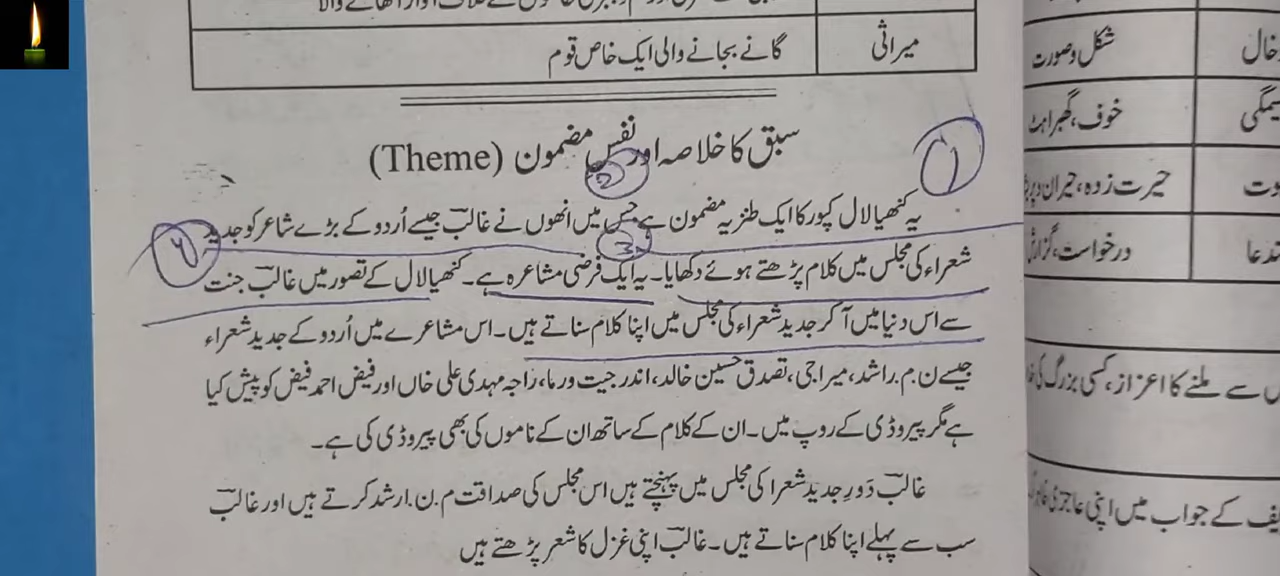 میراثی گانے بجانے والی ایک خاص قوم
سبق کا خلاصہ اور نفسِ مضمون (Theme)
یہ کنھیا لال کپور کا ایک طنزیہ مضمون ہے جس میں انھوں نے غالبؔ جیسے اُردو کے بڑے شاعر کو جدید
شعراء کی مجلس میں کلام پڑھتے ہوئے دکھایا۔ یہ ایک فرضی مشاعرہ ہے۔ کنھیا لال کے تصور میں غالبؔ جنت
سے اس دنیا میں آ کر جدید شعراء کی مجلس میں اپنا کلام سناتے ہیں۔ اس مشاعرے میں اُردو کے جدید شعراء
جیسے ن.م.راشد، میراجی، تصدق حسین خالد، اندرجیت ورما، راجہ مہدی علی خاں اور فیض احمد فیض کو پیش کیا
ہے مگر پیروڈی کے روپ میں۔ ان کے کلام کے ساتھ ان کے ناموں کی بھی پیروڈی کی ہے۔
غالبؔ دَورِ جدید شعرا کی مجلس میں پہنچتے ہیں اس مجلس کی صداقت م.ن.ارشد کرتے ہیں اور غالبؔ
سب سے پہلے اپنا کلام سناتے ہیں۔ غالبؔ اپنی غزل کا شعر پڑھتے ہیں
خال شکل و صورت
خوف، گھبراہٹ
حیرت زدہ، حیران و
درخواست،
سے ملنے کا اعزاز، کسی بزرگ کی
کے جواب میں اپنی عاجزی
1
2
3